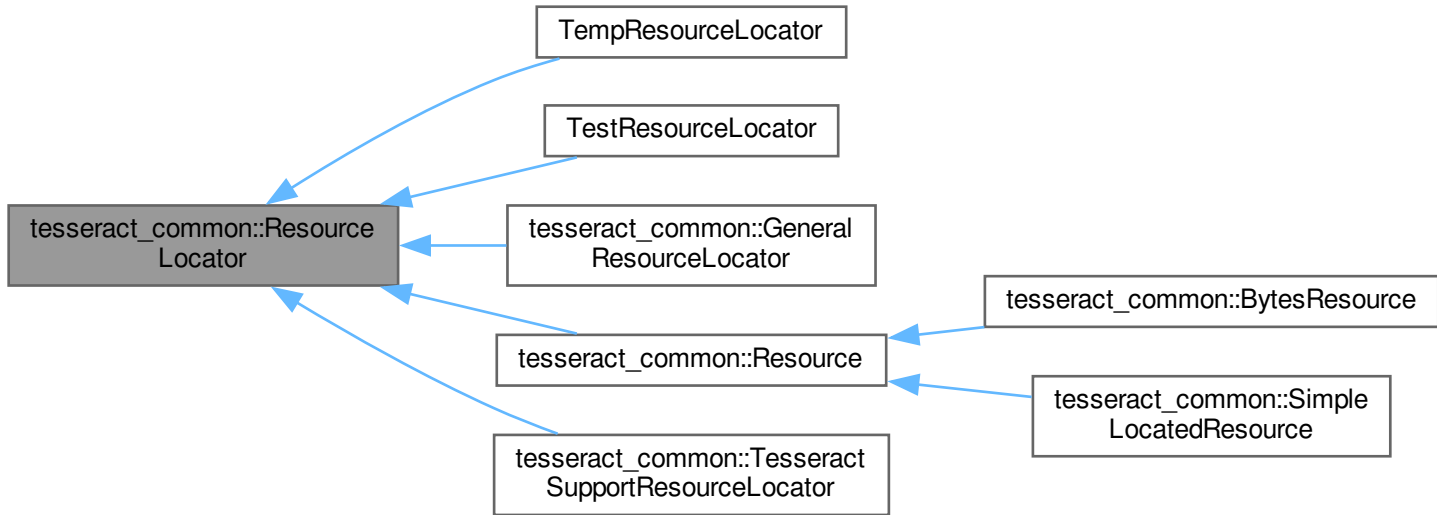 TempResourceLocator
TestResourceLocator
tesseract_common::Resource
Locator
tesseract_common::General
ResourceLocator
tesseract_common::BytesResource
tesseract_common::Resource
tesseract_common::Simple
LocatedResource
tesseract_common::Tesseract
SupportResourceLocator